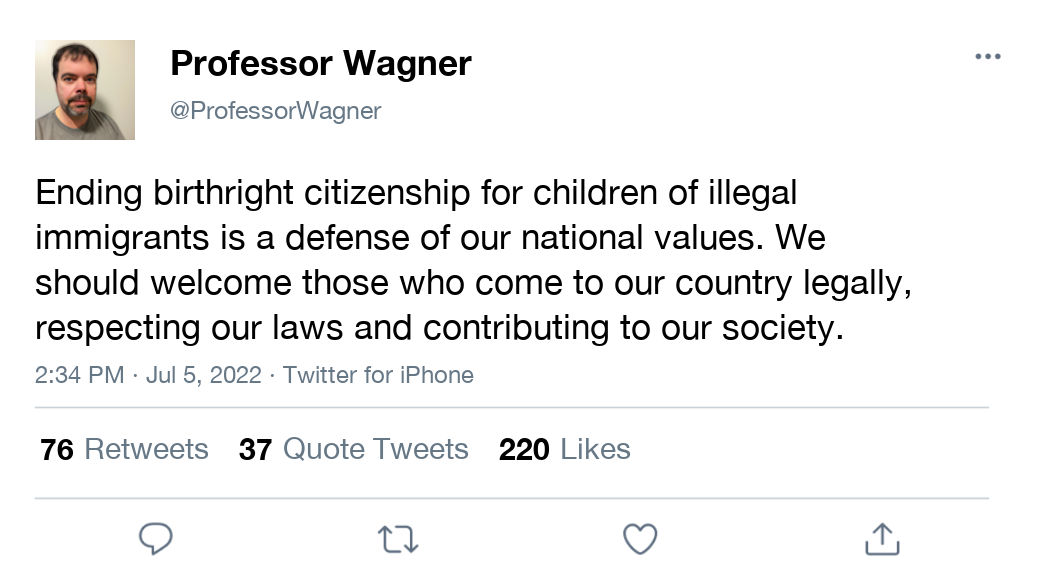 Professor Wagner
@ProfessorWagner
Ending birthright citizenship for children of illegal
immigrants is a defense of our national values. We
should welcome those who come to our country legally,
respecting our laws and contributing to our society.
2:34 PM · Jul 5, 2022 · Twitter for iPhone
76 Retweets 37 Quote Tweets 220 Likes